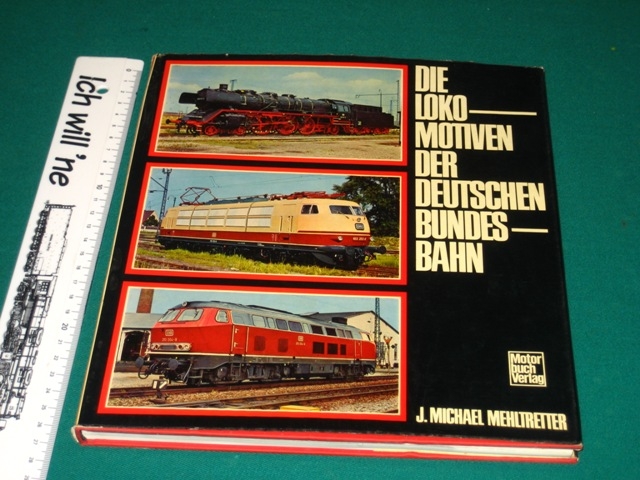 Ich will 'ne
DIE
LOKO-
MOTIVEN
DER
DEUTSCHEN
BUNDES-
BAHN
Motor
buch
Verlag
J. MICHAEL MEHLTRETTER